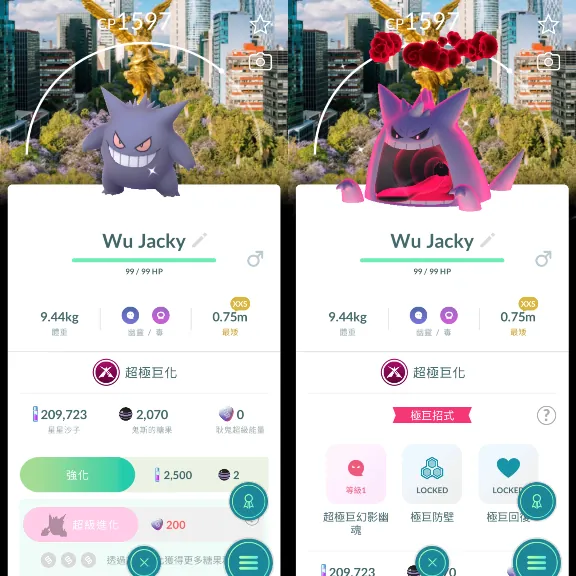 CP1597
Wu Jacky
99 / 99 HP
XXS
9.44kg
0.75m
體重
幽靈 / 毒
最矮
超極巨化
209,723
2,070
0
星星沙子
鬼斯的糖果
耿鬼超級能量
強化
2,500
2
超級進化
200
CP1597
Wu Jacky
99 / 99 HP
XXS
9.44kg
0.75m
體重
幽靈 / 毒
最矮
超極巨化
極巨招式
?
等級1
LOCKED
LOCKED
超極巨幻影幽魂
極巨防壁
極巨回復
209,723